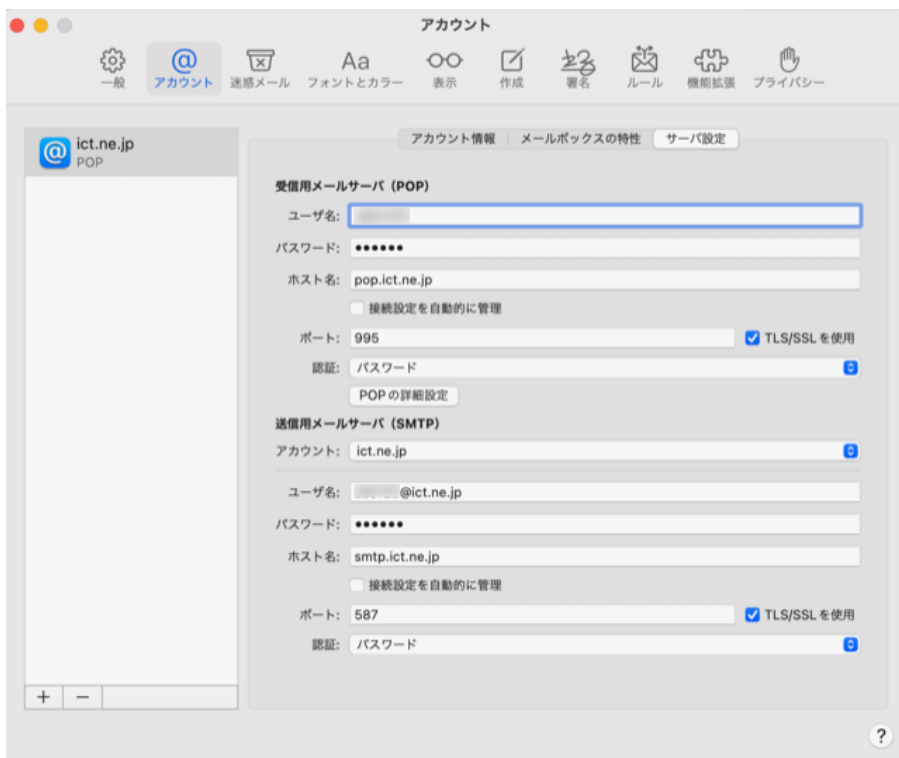 アカウント
一般 アカウント 迷惑メール フォントとカラー 表示 作成 署名 ルール 機能拡張 プライバシー
ict.ne.jp
POP
アカウント情報 メールボックスの特性 サーバ設定
受信用メールサーバ（POP）
ユーザ名:
パスワード: ••••••
ホスト名: pop.ict.ne.jp
接続設定を自動的に管理
ポート: 995 TLS/SSL を使用
認証: パスワード
POP の詳細設定
送信用メールサーバ（SMTP）
アカウント: ict.ne.jp
ユーザ名: @ict.ne.jp
パスワード: ••••••
ホスト名: smtp.ict.ne.jp
接続設定を自動的に管理
ポート: 587 TLS/SSL を使用
認証: パスワード
+ −
?